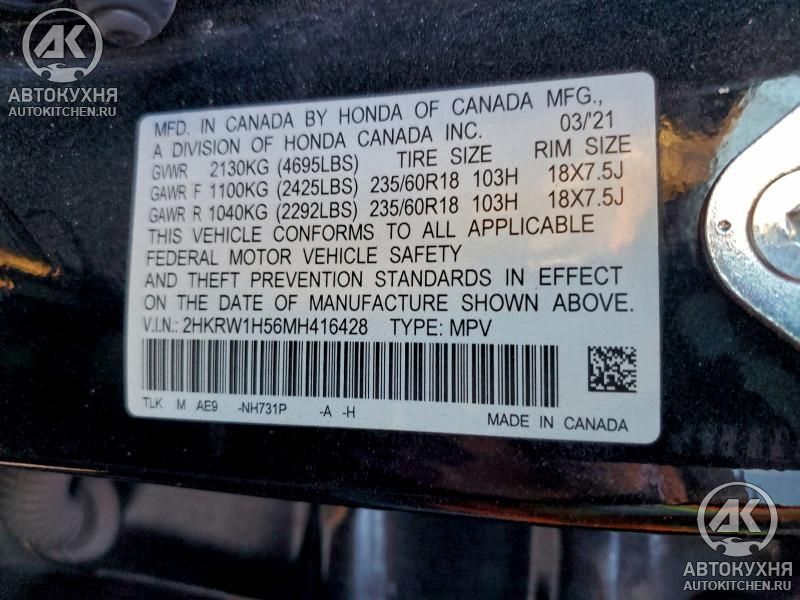 AK
АВТОКУХНЯ
AUTOKITCHEN.RU
MFD. IN CANADA BY HONDA OF CANADA MFG.,
A DIVISION OF HONDA CANADA INC. 03/21
GVWR 2130KG (4695LBS) TIRE SIZE RIM SIZE
GAWR F 1100KG (2425LBS) 235/60R18 103H 18X7.5J
GAWR R 1040KG (2292LBS) 235/60R18 103H 18X7.5J
THIS VEHICLE CONFORMS TO ALL APPLICABLE
FEDERAL MOTOR VEHICLE SAFETY
AND THEFT PREVENTION STANDARDS IN EFFECT
ON THE DATE OF MANUFACTURE SHOWN ABOVE.
V.I.N.: 2HKRW1H56MH416428 TYPE: MPV
TLK M AE9 -NH731P -A -H
MADE IN CANADA
AK
АВТОКУХНЯ
AUTOKITCHEN.RU